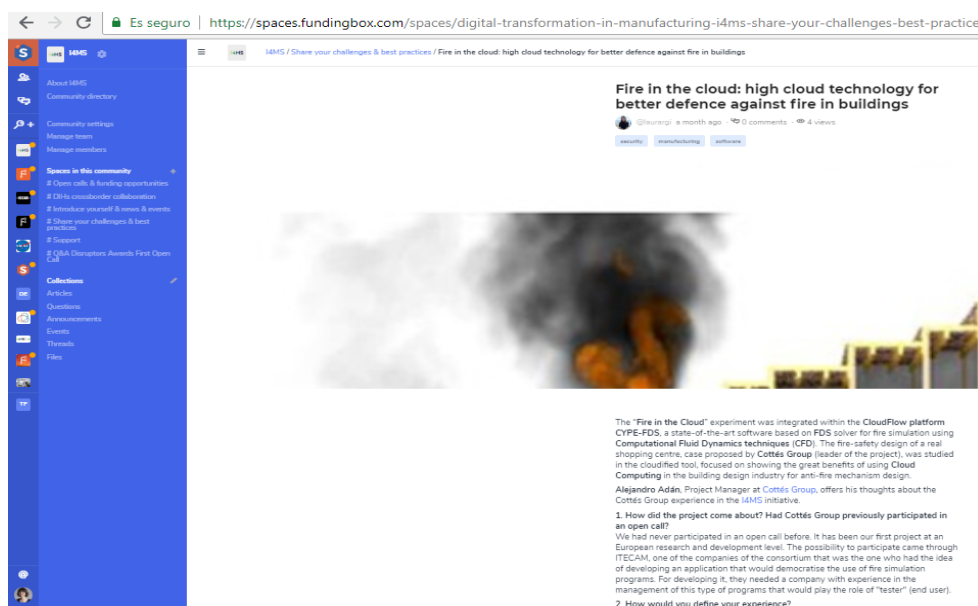 Es seguro | https://spaces.fundingbox.com/spaces/digital-transformation-in-manufacturing-i4ms-share-your-challenges-best-practice
I4MS
I4MS / Share your challenges & best practices / Fire in the cloud: high cloud technology for better defence against fire in buildings
About I4MS
Community directory
Community settings
Manage team
Manage members
Spaces in this community
# Open calls & funding opportunities
# DIHs crossborder collaboration
# Introduce yourself & news & events
# Share your challenges & best
practices
# Support
# Q&A Disruptors Awards First Open
Call
Collections
Articles
Questions
Announcements
Events
Threads
Files
DE
TP
Fire in the cloud: high cloud technology for
better defence against fire in buildings
@laurargi a month ago · 0 comments · 4 views
security manufacturing software
The "Fire in the Cloud" experiment was integrated within the CloudFlow platform
CYPE-FDS, a state-of-the-art software based on FDS solver for fire simulation using
Computational Fluid Dynamics techniques (CFD). The fire-safety design of a real
shopping centre, case proposed by Cottés Group (leader of the project), was studied
in the cloudified tool, focused on showing the great benefits of using Cloud
Computing in the building design industry for anti-fire mechanism design.
Alejandro Adán, Project Manager at Cottés Group, offers his thoughts about the
Cottés Group experience in the I4MS initiative.
1. How did the project come about? Had Cottés Group previously participated in
an open call?
We had never participated in an open call before. It has been our first project at an
European research and development level. The possibility to participate came through
ITECAM, one of the companies of the consortium that was the one who had the idea
of developing an application that would democratise the use of fire simulation
programs. For developing it, they needed a company with experience in the
management of this type of programs that would play the role of "tester" (end user).
2. How would you define your experience?